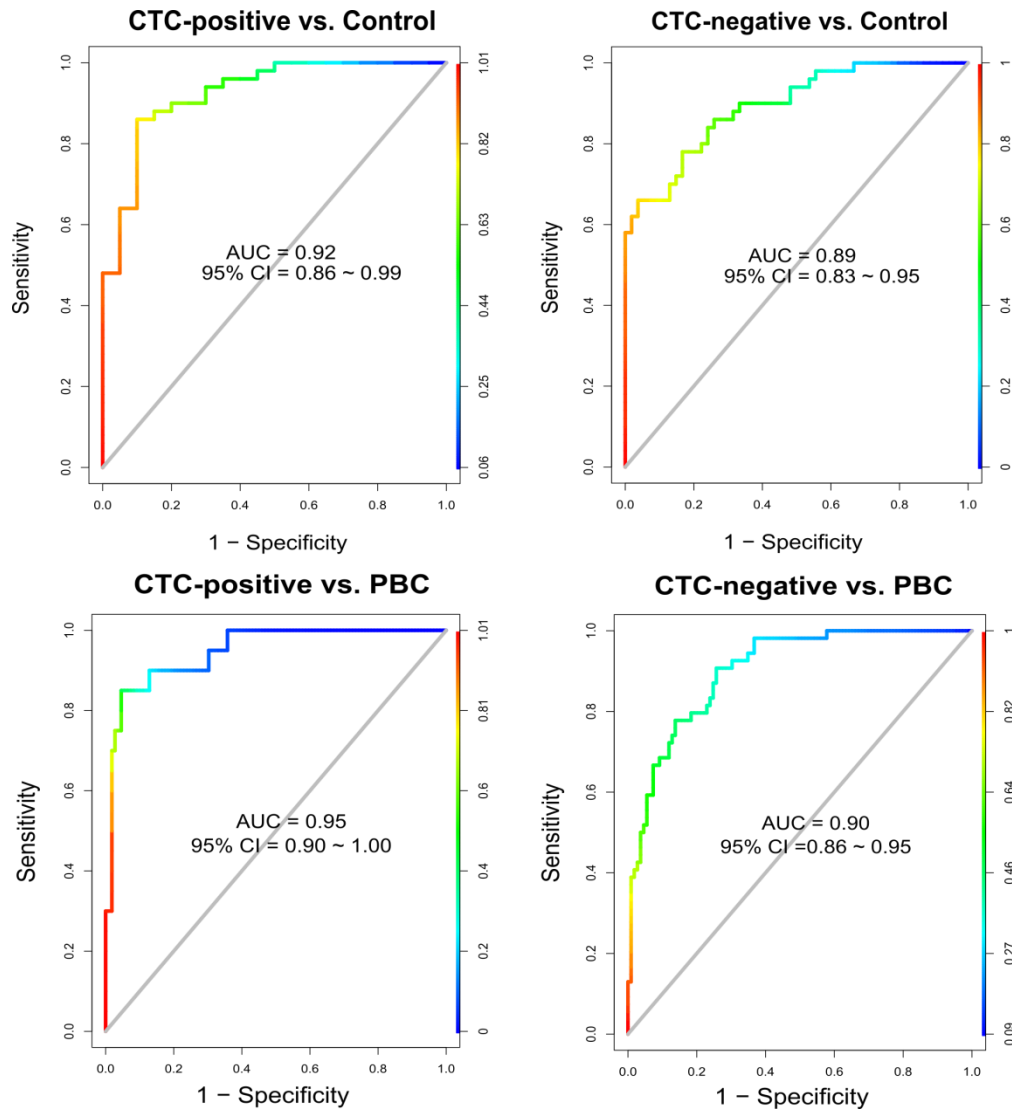 CTC-positive vs. Control
Sensitivity
0.0 0.2 0.4 0.6 0.8 1.0
AUC = 0.92
95% CI = 0.86 ~ 0.99
0.06 0.25 0.44 0.63 0.82 1.01
0.0 0.2 0.4 0.6 0.8 1.0
1 − Specificity
CTC-negative vs. Control
Sensitivity
0.0 0.2 0.4 0.6 0.8 1.0
AUC = 0.89
95% CI = 0.83 ~ 0.95
0 0.2 0.4 0.6 0.8 1
0.0 0.2 0.4 0.6 0.8 1.0
1 − Specificity
CTC-positive vs. PBC
Sensitivity
0.0 0.2 0.4 0.6 0.8 1.0
AUC = 0.95
95% CI = 0.90 ~ 1.00
0 0.2 0.4 0.6 0.81 1.01
0.0 0.2 0.4 0.6 0.8 1.0
1 − Specificity
CTC-negative vs. PBC
Sensitivity
0.0 0.2 0.4 0.6 0.8 1.0
AUC = 0.90
95% CI =0.86 ~ 0.95
0.09 0.27 0.46 0.64 0.82 1
0.0 0.2 0.4 0.6 0.8 1.0
1 − Specificity